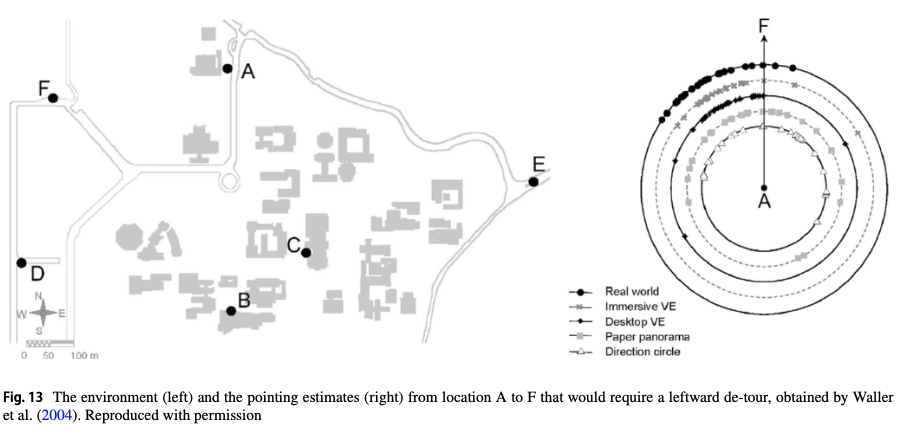 F
A
F
E
A
C
D
N
W E
S
B
0 50 100 m
Real world
Immersive VE
Desktop VE
Paper panorama
Direction circle
Fig. 13 The environment (left) and the pointing estimates (right) from location A to F that would require a leftward de-tour, obtained by Waller
et al. (2004). Reproduced with permission